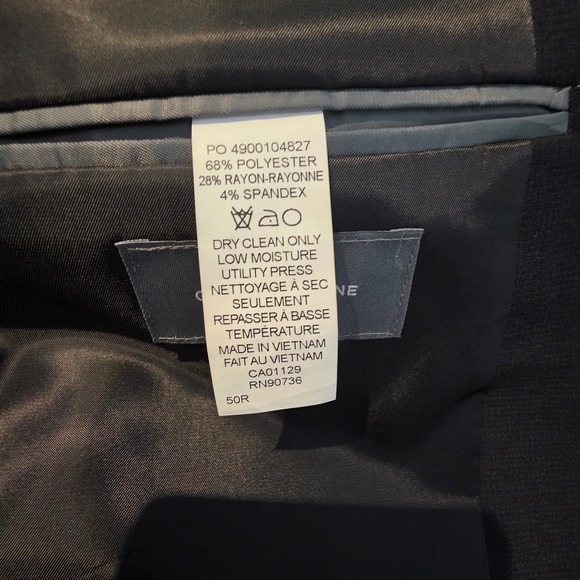 PO 4900104827
68% POLYESTER
28% RAYON-RAYONNE
4% SPANDEX
DRY CLEAN ONLY
LOW MOISTURE
UTILITY PRESS
NETTOYAGE À SEC
SEULEMENT
REPASSER À BASSE
TEMPÉRATURE
MADE IN VIETNAM
FAIT AU VIETNAM
CA01129
RN90736
50R